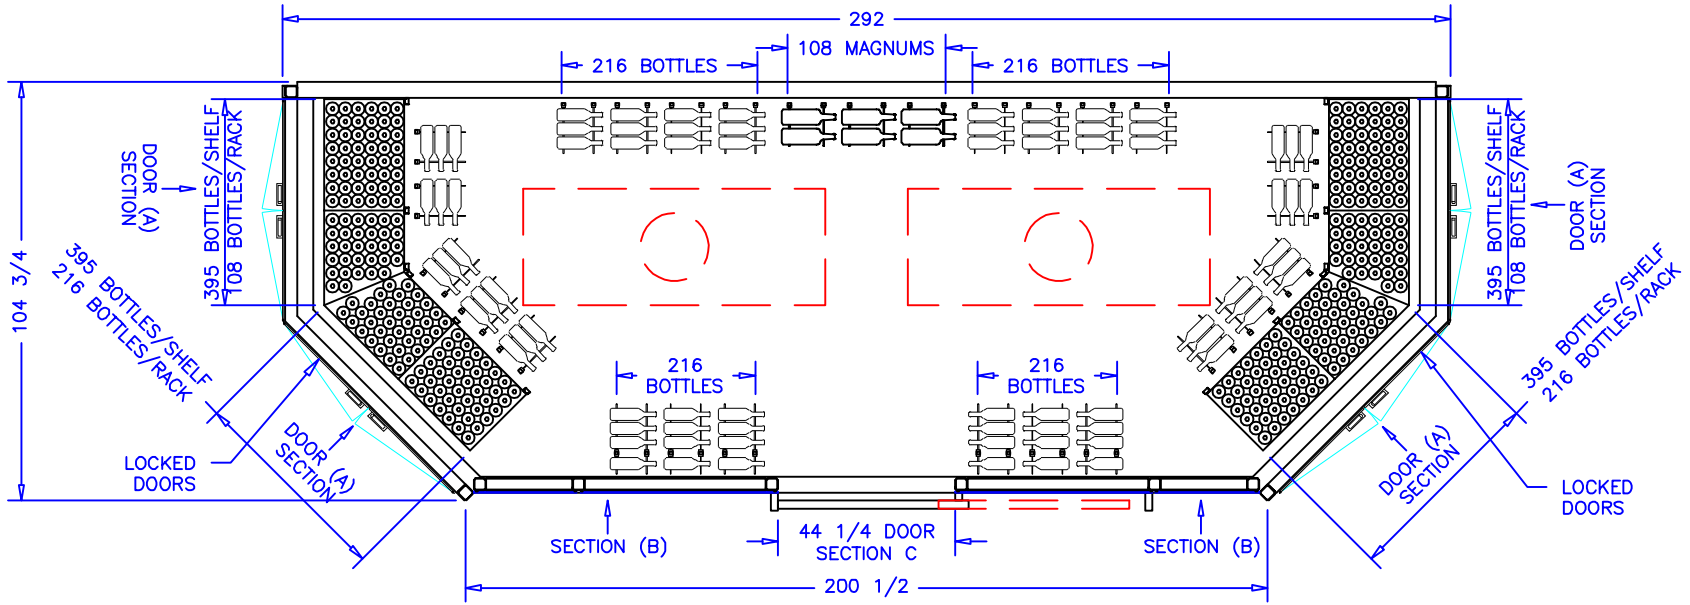 292
108 MAGNUMS
216 BOTTLES
216 BOTTLES
104 3/4
DOOR (A)
SECTION
395 BOTTLES/SHELF
108 BOTTLES/RACK
395 BOTTLES/SHELF
108 BOTTLES/RACK
DOOR (A)
SECTION
395 BOTTLES/SHELF
216 BOTTLES/RACK
395 BOTTLES/SHELF
216 BOTTLES/RACK
216
BOTTLES
216
BOTTLES
LOCKED
DOORS
DOOR (A)
SECTION
DOOR (A)
SECTION
LOCKED
DOORS
SECTION (B)
44 1/4 DOOR
SECTION C
SECTION (B)
200 1/2